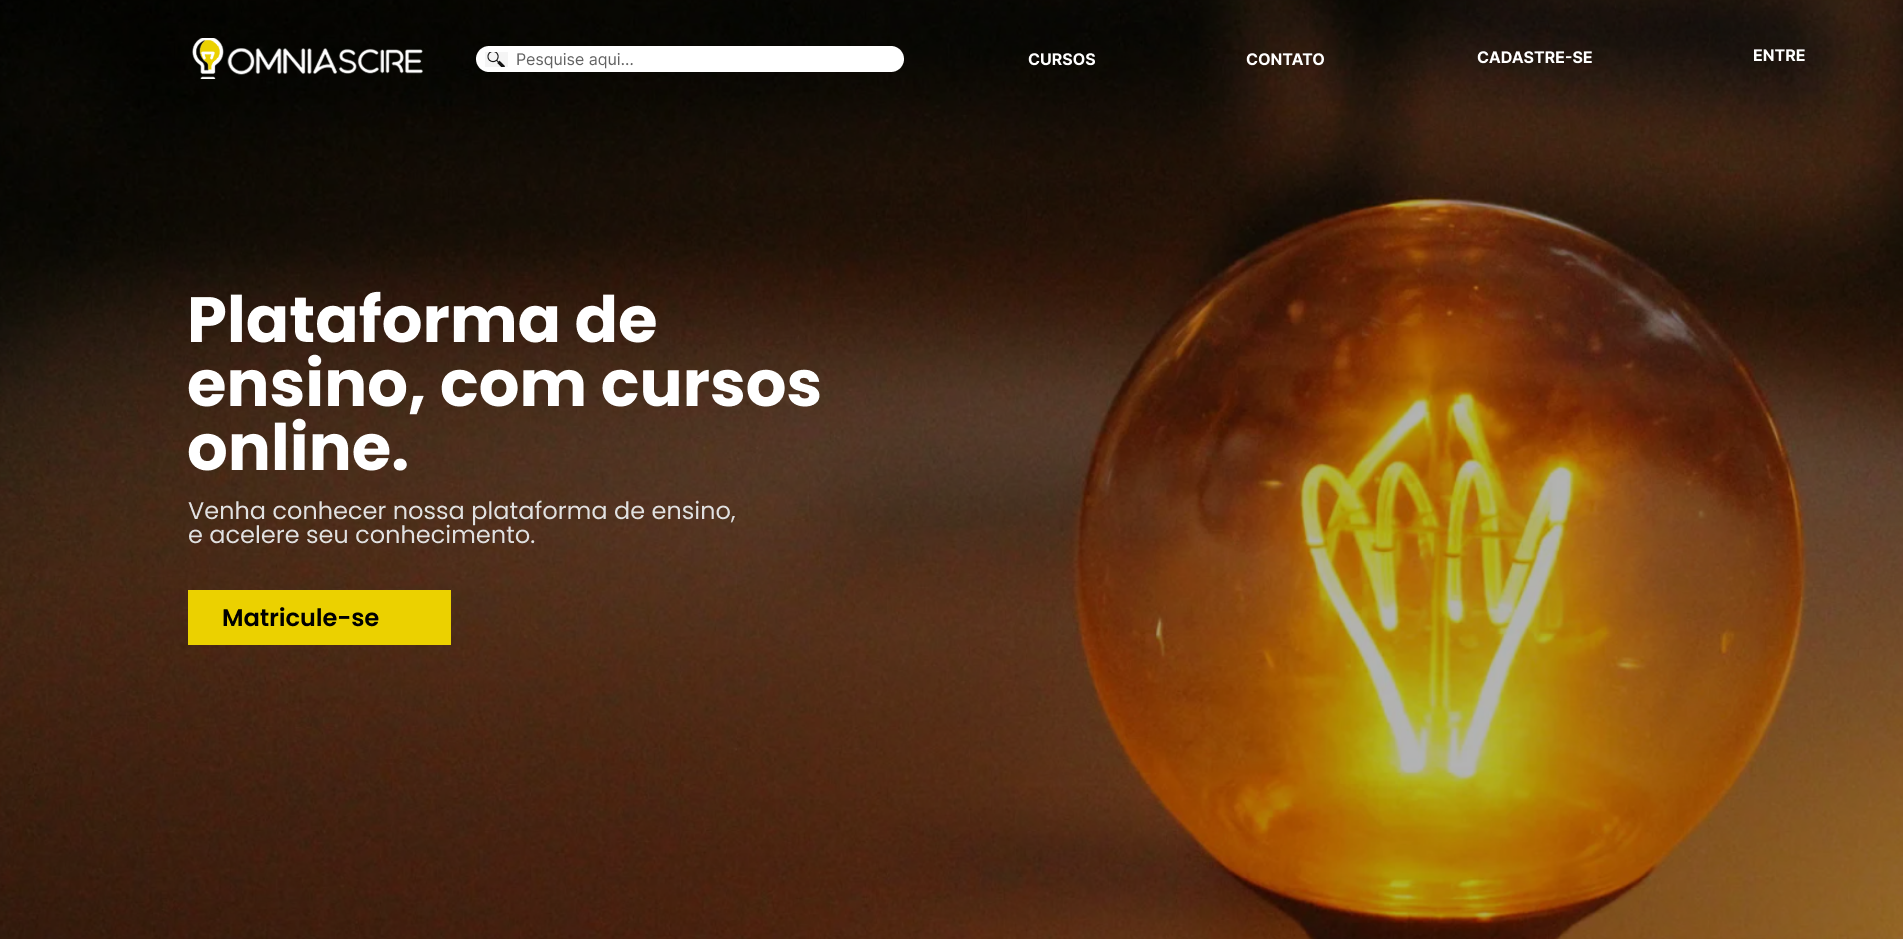 OMNIASCIRE
Pesquise aqui...
CURSOS
CONTATO
CADASTRE-SE
ENTRE
Plataforma de
ensino, com cursos
online.
Venha conhecer nossa plataforma de ensino,
e acelere seu conhecimento.
Matricule-se